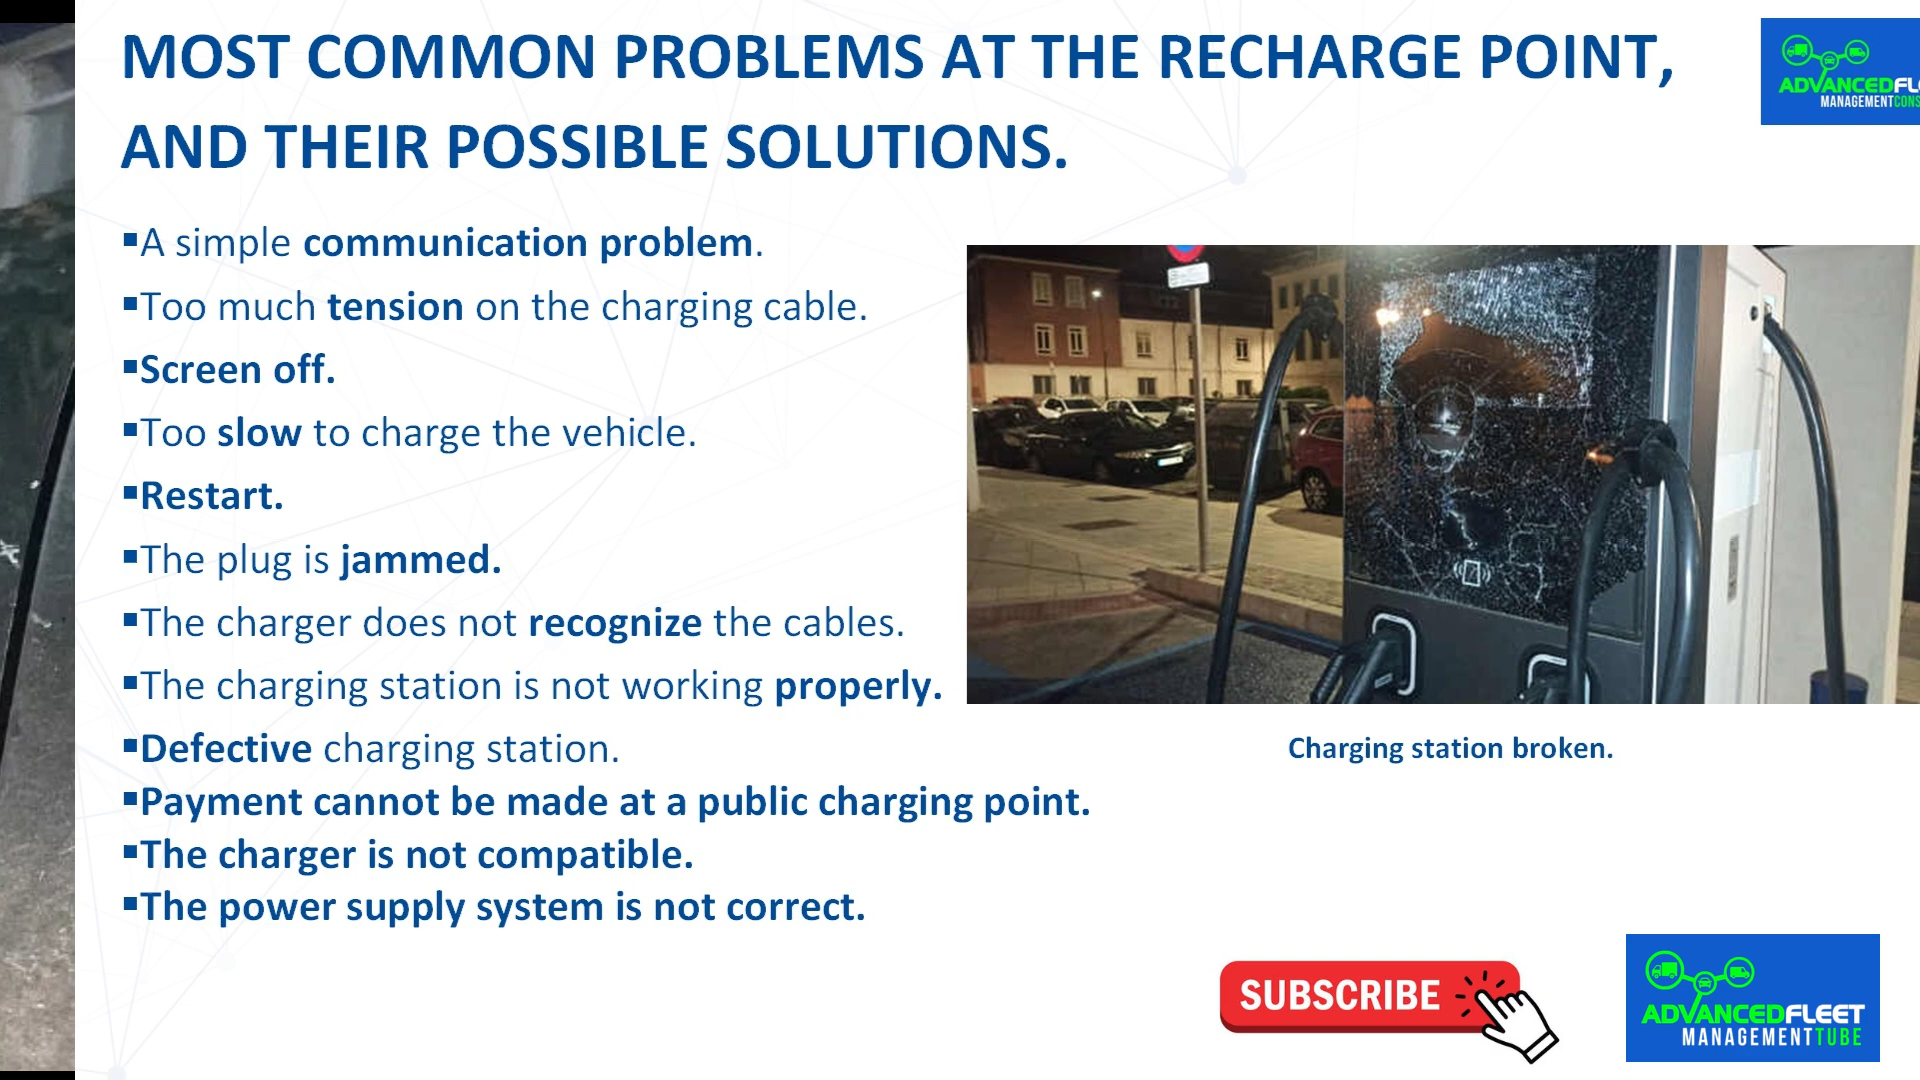 MOST COMMON PROBLEMS AT THE RECHARGE POINT,
AND THEIR POSSIBLE SOLUTIONS.
▪A simple communication problem.
▪Too much tension on the charging cable.
▪Screen off.
▪Too slow to charge the vehicle.
▪Restart.
▪The plug is jammed.
▪The charger does not recognize the cables.
▪The charging station is not working properly.
▪Defective charging station.
▪Payment cannot be made at a public charging point.
▪The charger is not compatible.
▪The power supply system is not correct.
ADVANCEDFL
MANAGEMENTCONS
Charging station broken.
SUBSCRIBE
ADVANCEDFLEET
MANAGEMENTTUBE